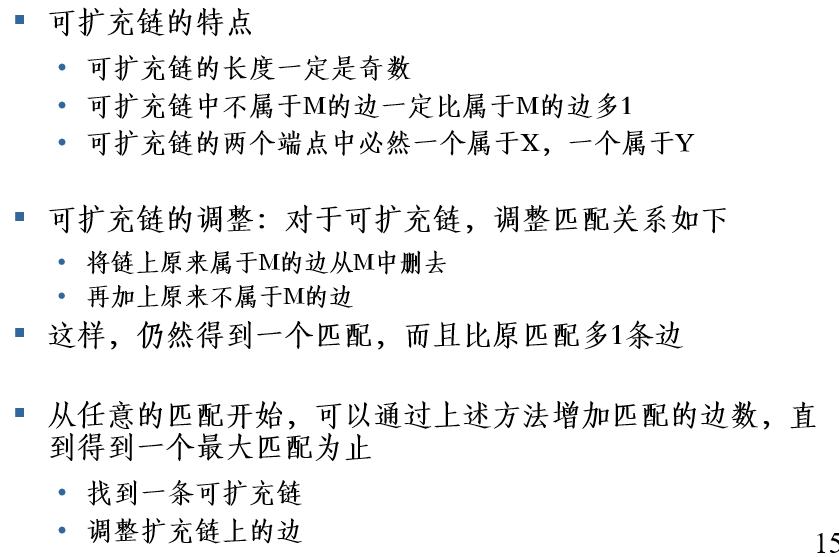 ▪ 可扩充链的特点
• 可扩充链的长度一定是奇数
• 可扩充链中不属于M的边一定比属于M的边多1
• 可扩充链的两个端点中必然一个属于X，一个属于Y
▪ 可扩充链的调整：对于可扩充链，调整匹配关系如下
• 将链上原来属于M的边从M中删去
• 再加上原来不属于M的边
▪ 这样，仍然得到一个匹配，而且比原匹配多1条边
▪ 从任意的匹配开始，可以通过上述方法增加匹配的边数，直
到得到一个最大匹配为止
• 找到一条可扩充链
• 调整扩充链上的边
15